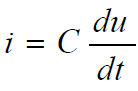 i = C du/dt